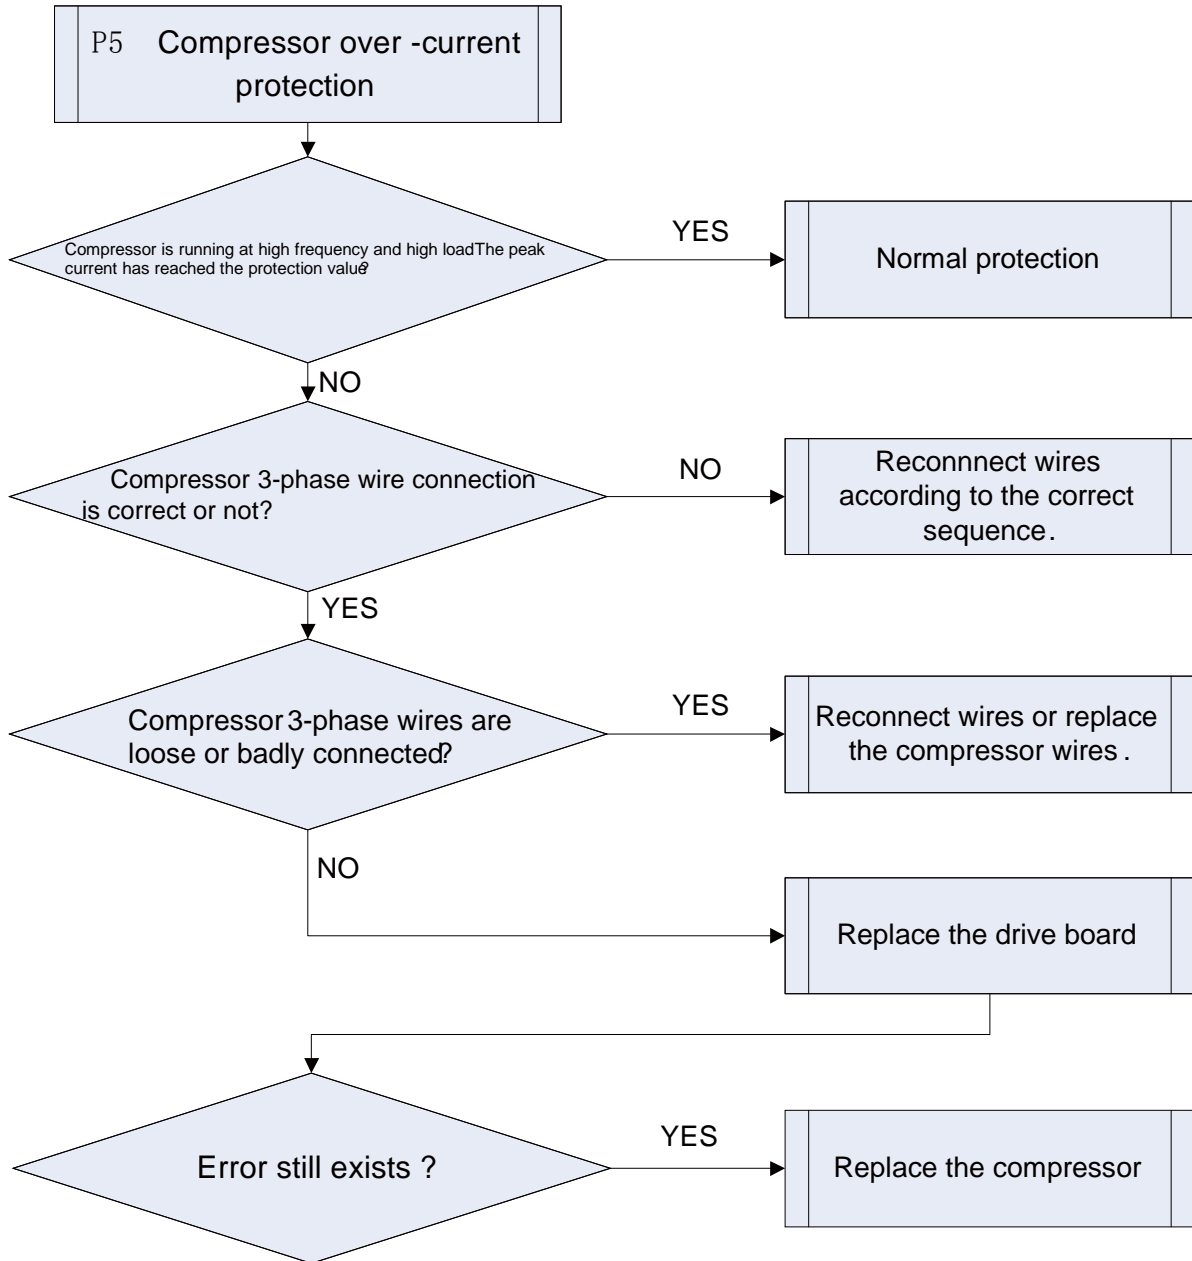 P5 Compressor over -current
protection
Compressor is running at high frequency and high loadThe peak
current has reached the protection value?
YES
Normal protection
NO
Compressor 3-phase wire connection
is correct or not?
NO
Reconnnect wires
according to the correct
sequence.
YES
Compressor 3-phase wires are
loose or badly connected?
YES
Reconnect wires or replace
the compressor wires .
NO
Replace the drive board
Error still exists ?
YES
Replace the compressor